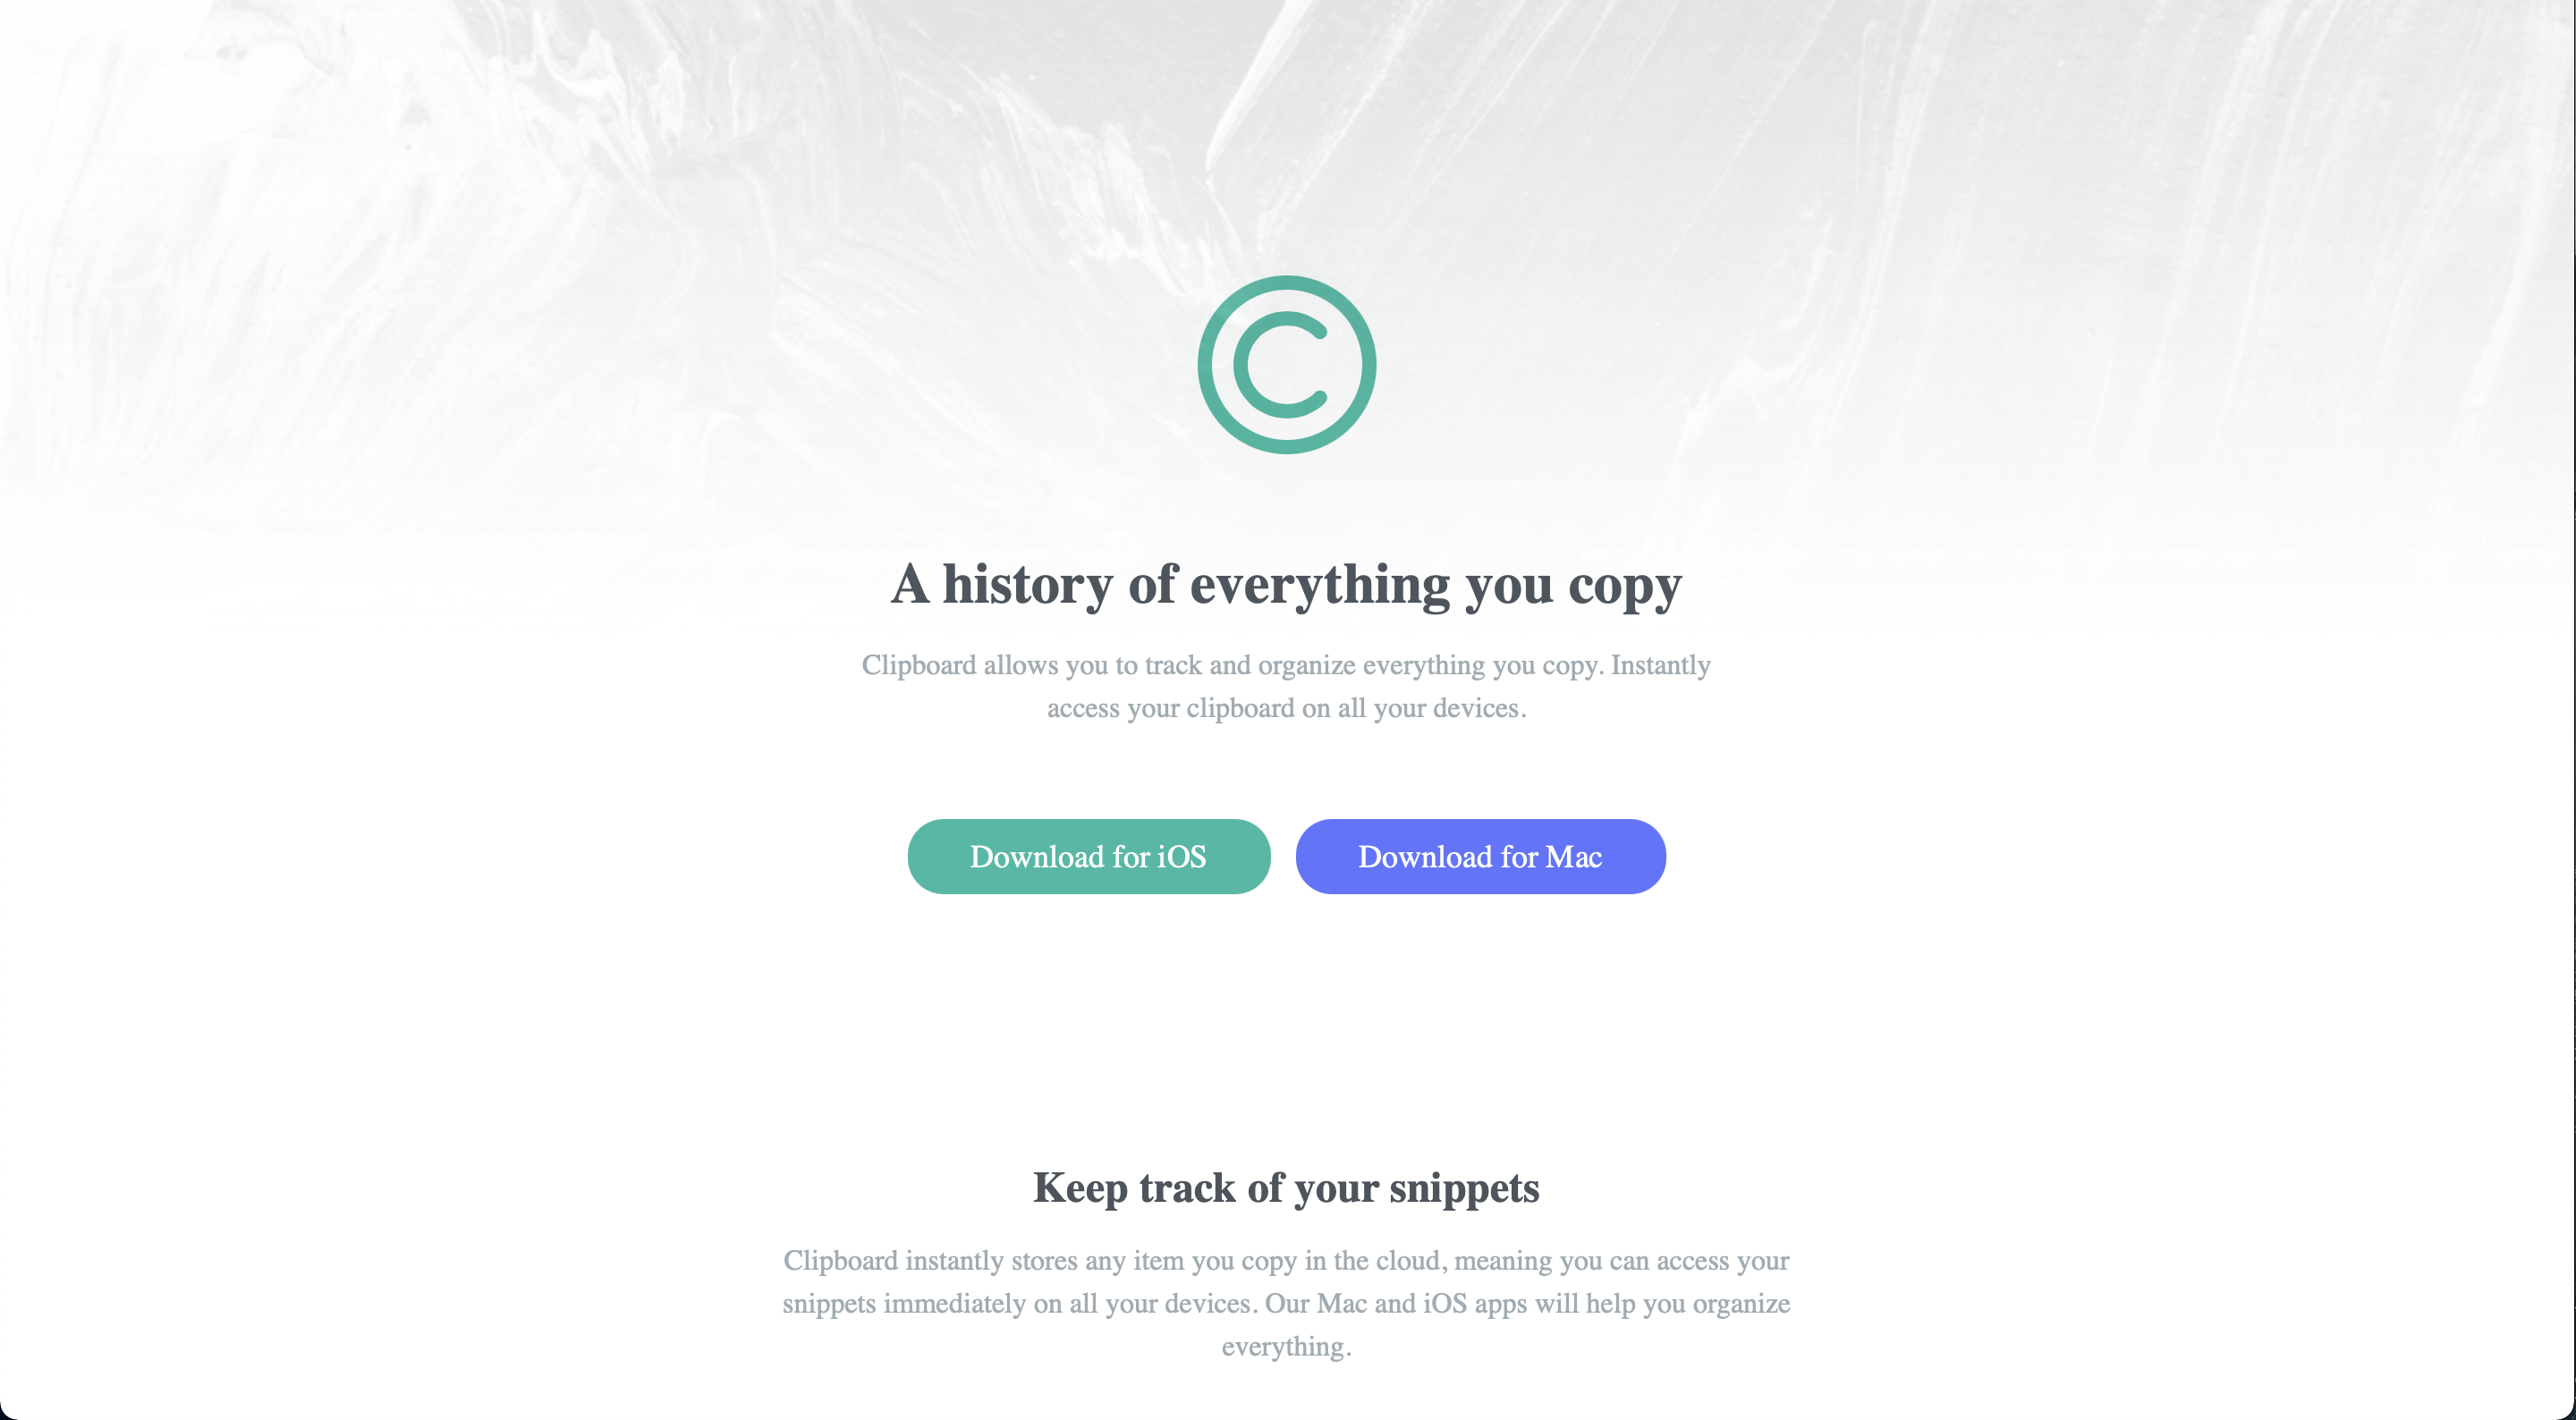 A history of everything you copy
Clipboard allows you to track and organize everything you copy. Instantly
access your clipboard on all your devices.
Download for iOS
Download for Mac
Keep track of your snippets
Clipboard instantly stores any item you copy in the cloud, meaning you can access your
snippets immediately on all your devices. Our Mac and iOS apps will help you organize
everything.